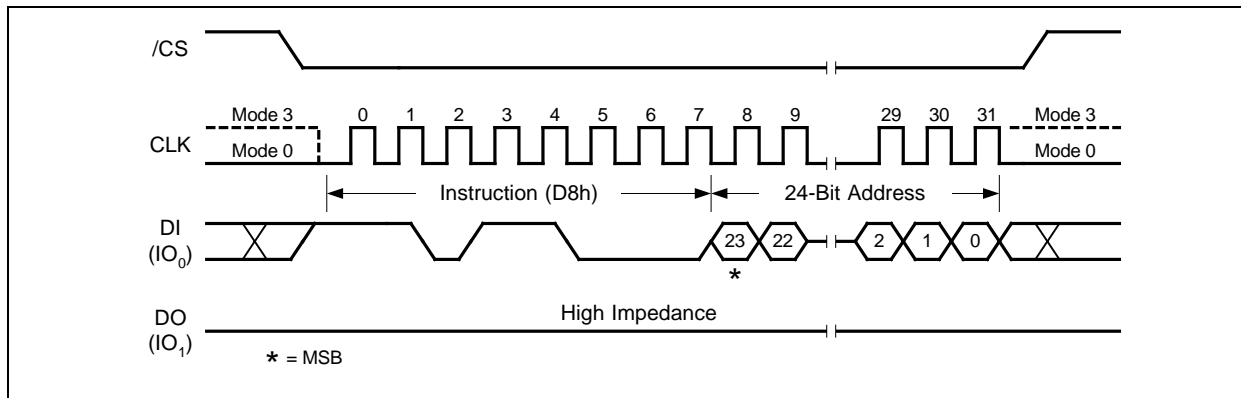 /CS
Mode 3 0 1 2 3 4 5 6 7 8 9 29 30 31 Mode 3
CLK
Mode 0 Mode 0
Instruction (D8h) 24-Bit Address
DI
(IO0)
23 22 2 1 0
*
High Impedance
DO
(IO1)
* = MSB